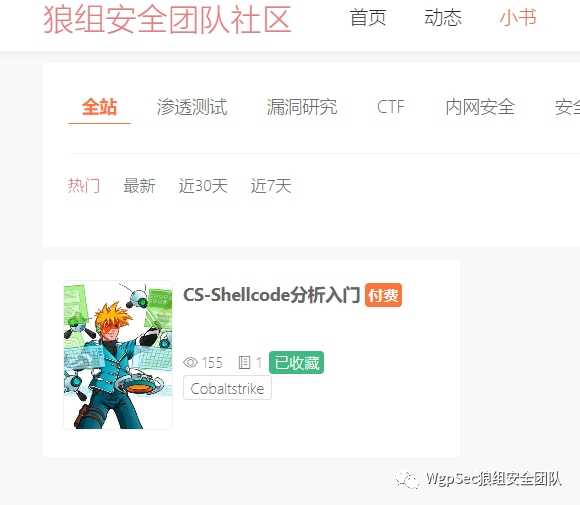 狼组安全团队社区 首页 动态 小书
全站 渗透测试 漏洞研究 CTF 内网安全 安全
热门 最新 近30天 近7天
CS-Shellcode分析入门 付费
155 1 已收藏
Cobaltstrike
WgpSec狼组安全团队